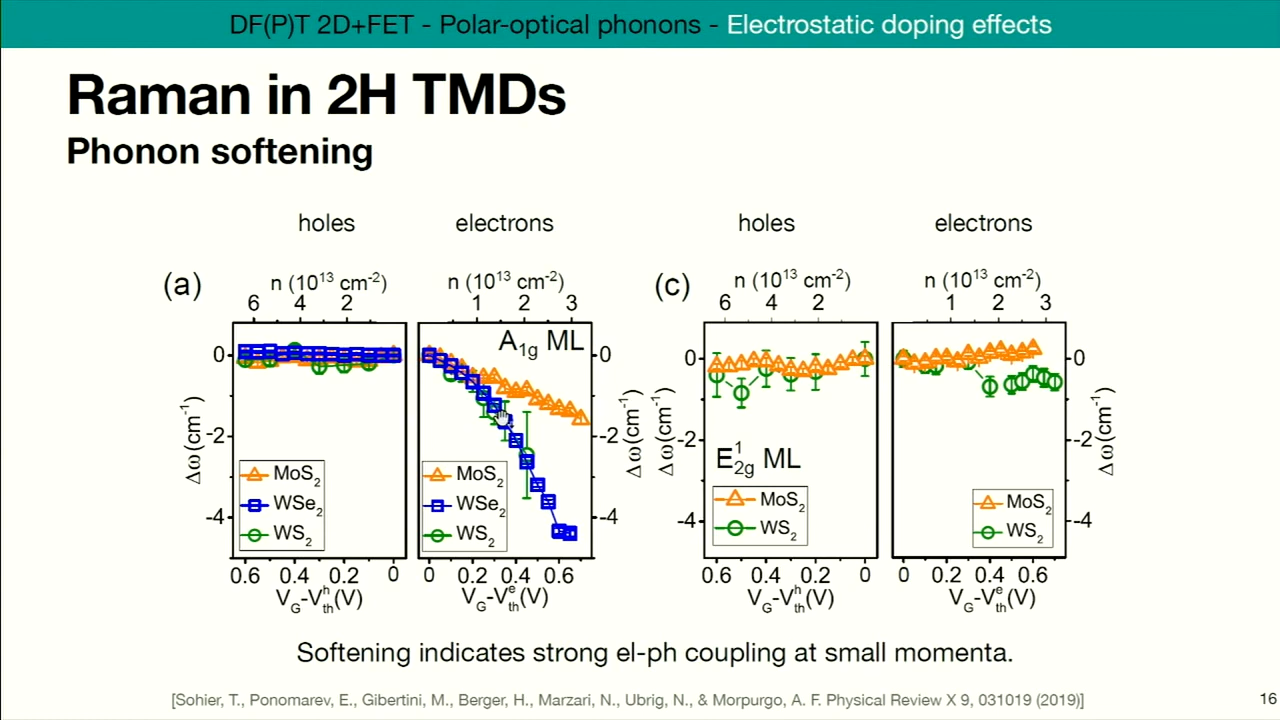 DF(P)T 2D+FET - Polar-optical phonons - Electrostatic doping effects
Raman in 2H TMDs
Phonon softening
holes
electrons
holes
electrons
(a)
n (10¹³ cm⁻²)
6 4 2
n (10¹³ cm⁻²)
1 2 3
(c)
n (10¹³ cm⁻²)
6 4 2
n (10¹³ cm⁻²)
1 2 3
Δω(cm⁻¹)
0
-2
-4
MoS₂
WSe₂
WS₂
0.6 0.4 0.2 0
V_G-V_th^h(V)
A₁g ML
MoS₂
WSe₂
WS₂
0 0.2 0.4 0.6
V_G-V_th^e(V)
0
-2
-4
Δω(cm⁻¹)
Δω(cm⁻¹)
0
-2
-4
E¹₂g ML
MoS₂
WS₂
0.6 0.4 0.2 0
V_G-V_th^h(V)
MoS₂
WS₂
0 0.2 0.4 0.6
V_G-V_th^e(V)
0
-2
-4
Δω(cm⁻¹)
Softening indicates strong el-ph coupling at small momenta.
[Sohier, T., Ponomarev, E., Gibertini, M., Berger, H., Marzari, N., Ubrig, N., & Morpurgo, A. F. Physical Review X 9, 031019 (2019)]
16